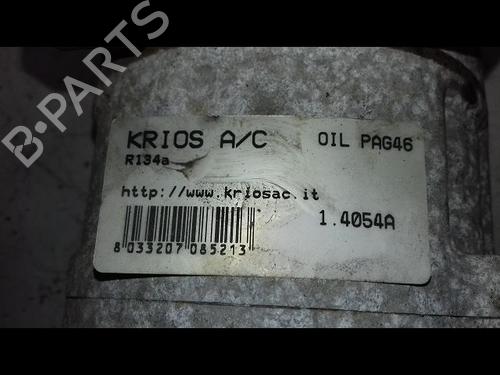 B-PARTS
KRIOS A/C OIL PAG46
R134a
http://www.kriosac.it
1.4054A
8 033207 085213